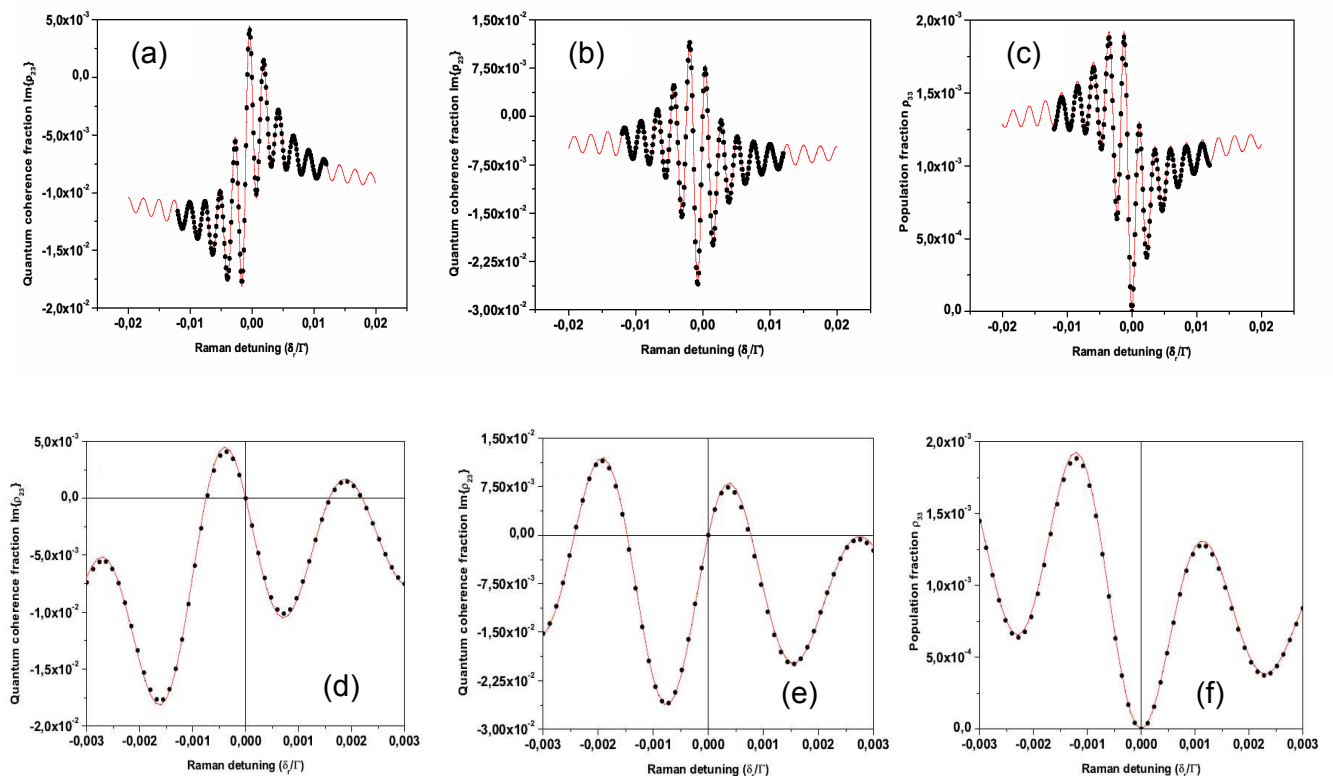 (a)
Quantum coherence fraction Im{ρ₂₃}
5,0x10⁻³
0,0
-5,0x10⁻³
-1,0x10⁻²
-1,5x10⁻²
-2,0x10⁻²
-0,02 -0,01 0,00 0,01 0,02
Raman detuning (δᵣ/Γ)
(b)
Quantum coherence fraction Im{ρ₂₃}
1,50x10⁻²
7,50x10⁻³
0,00
-7,50x10⁻³
-1,50x10⁻²
-2,25x10⁻²
-3,00x10⁻²
-0,02 -0,01 0,00 0,01 0,02
Raman detuning (δᵣ/Γ)
(c)
Population fraction ρ₃₃
2,0x10⁻³
1,5x10⁻³
1,0x10⁻³
5,0x10⁻⁴
0,0
-0,02 -0,01 0,00 0,01 0,02
Raman detuning (δᵣ/Γ)
Quantum coherence fraction Im{ρ₂₃}
5,0x10⁻³
0,0
-5,0x10⁻³
-1,0x10⁻²
-1,5x10⁻²
-2,0x10⁻²
(d)
-0,003 -0,002 -0,001 0,000 0,001 0,002 0,003
Raman detuning (δᵣ/Γ)
Quantum coherence fraction Im{ρ₂₃}
1,50x10⁻²
7,50x10⁻³
0,00
-7,50x10⁻³
-1,50x10⁻²
-2,25x10⁻²
-3,00x10⁻²
(e)
-0,003 -0,002 -0,001 0,000 0,001 0,002 0,003
Raman detuning (δᵣ/Γ)
Population fraction ρ₃₃
2,0x10⁻³
1,5x10⁻³
1,0x10⁻³
5,0x10⁻⁴
0,0
(f)
-0,003 -0,002 -0,001 0,000 0,001 0,002 0,003
Raman detuning (δᵣ/Γ)